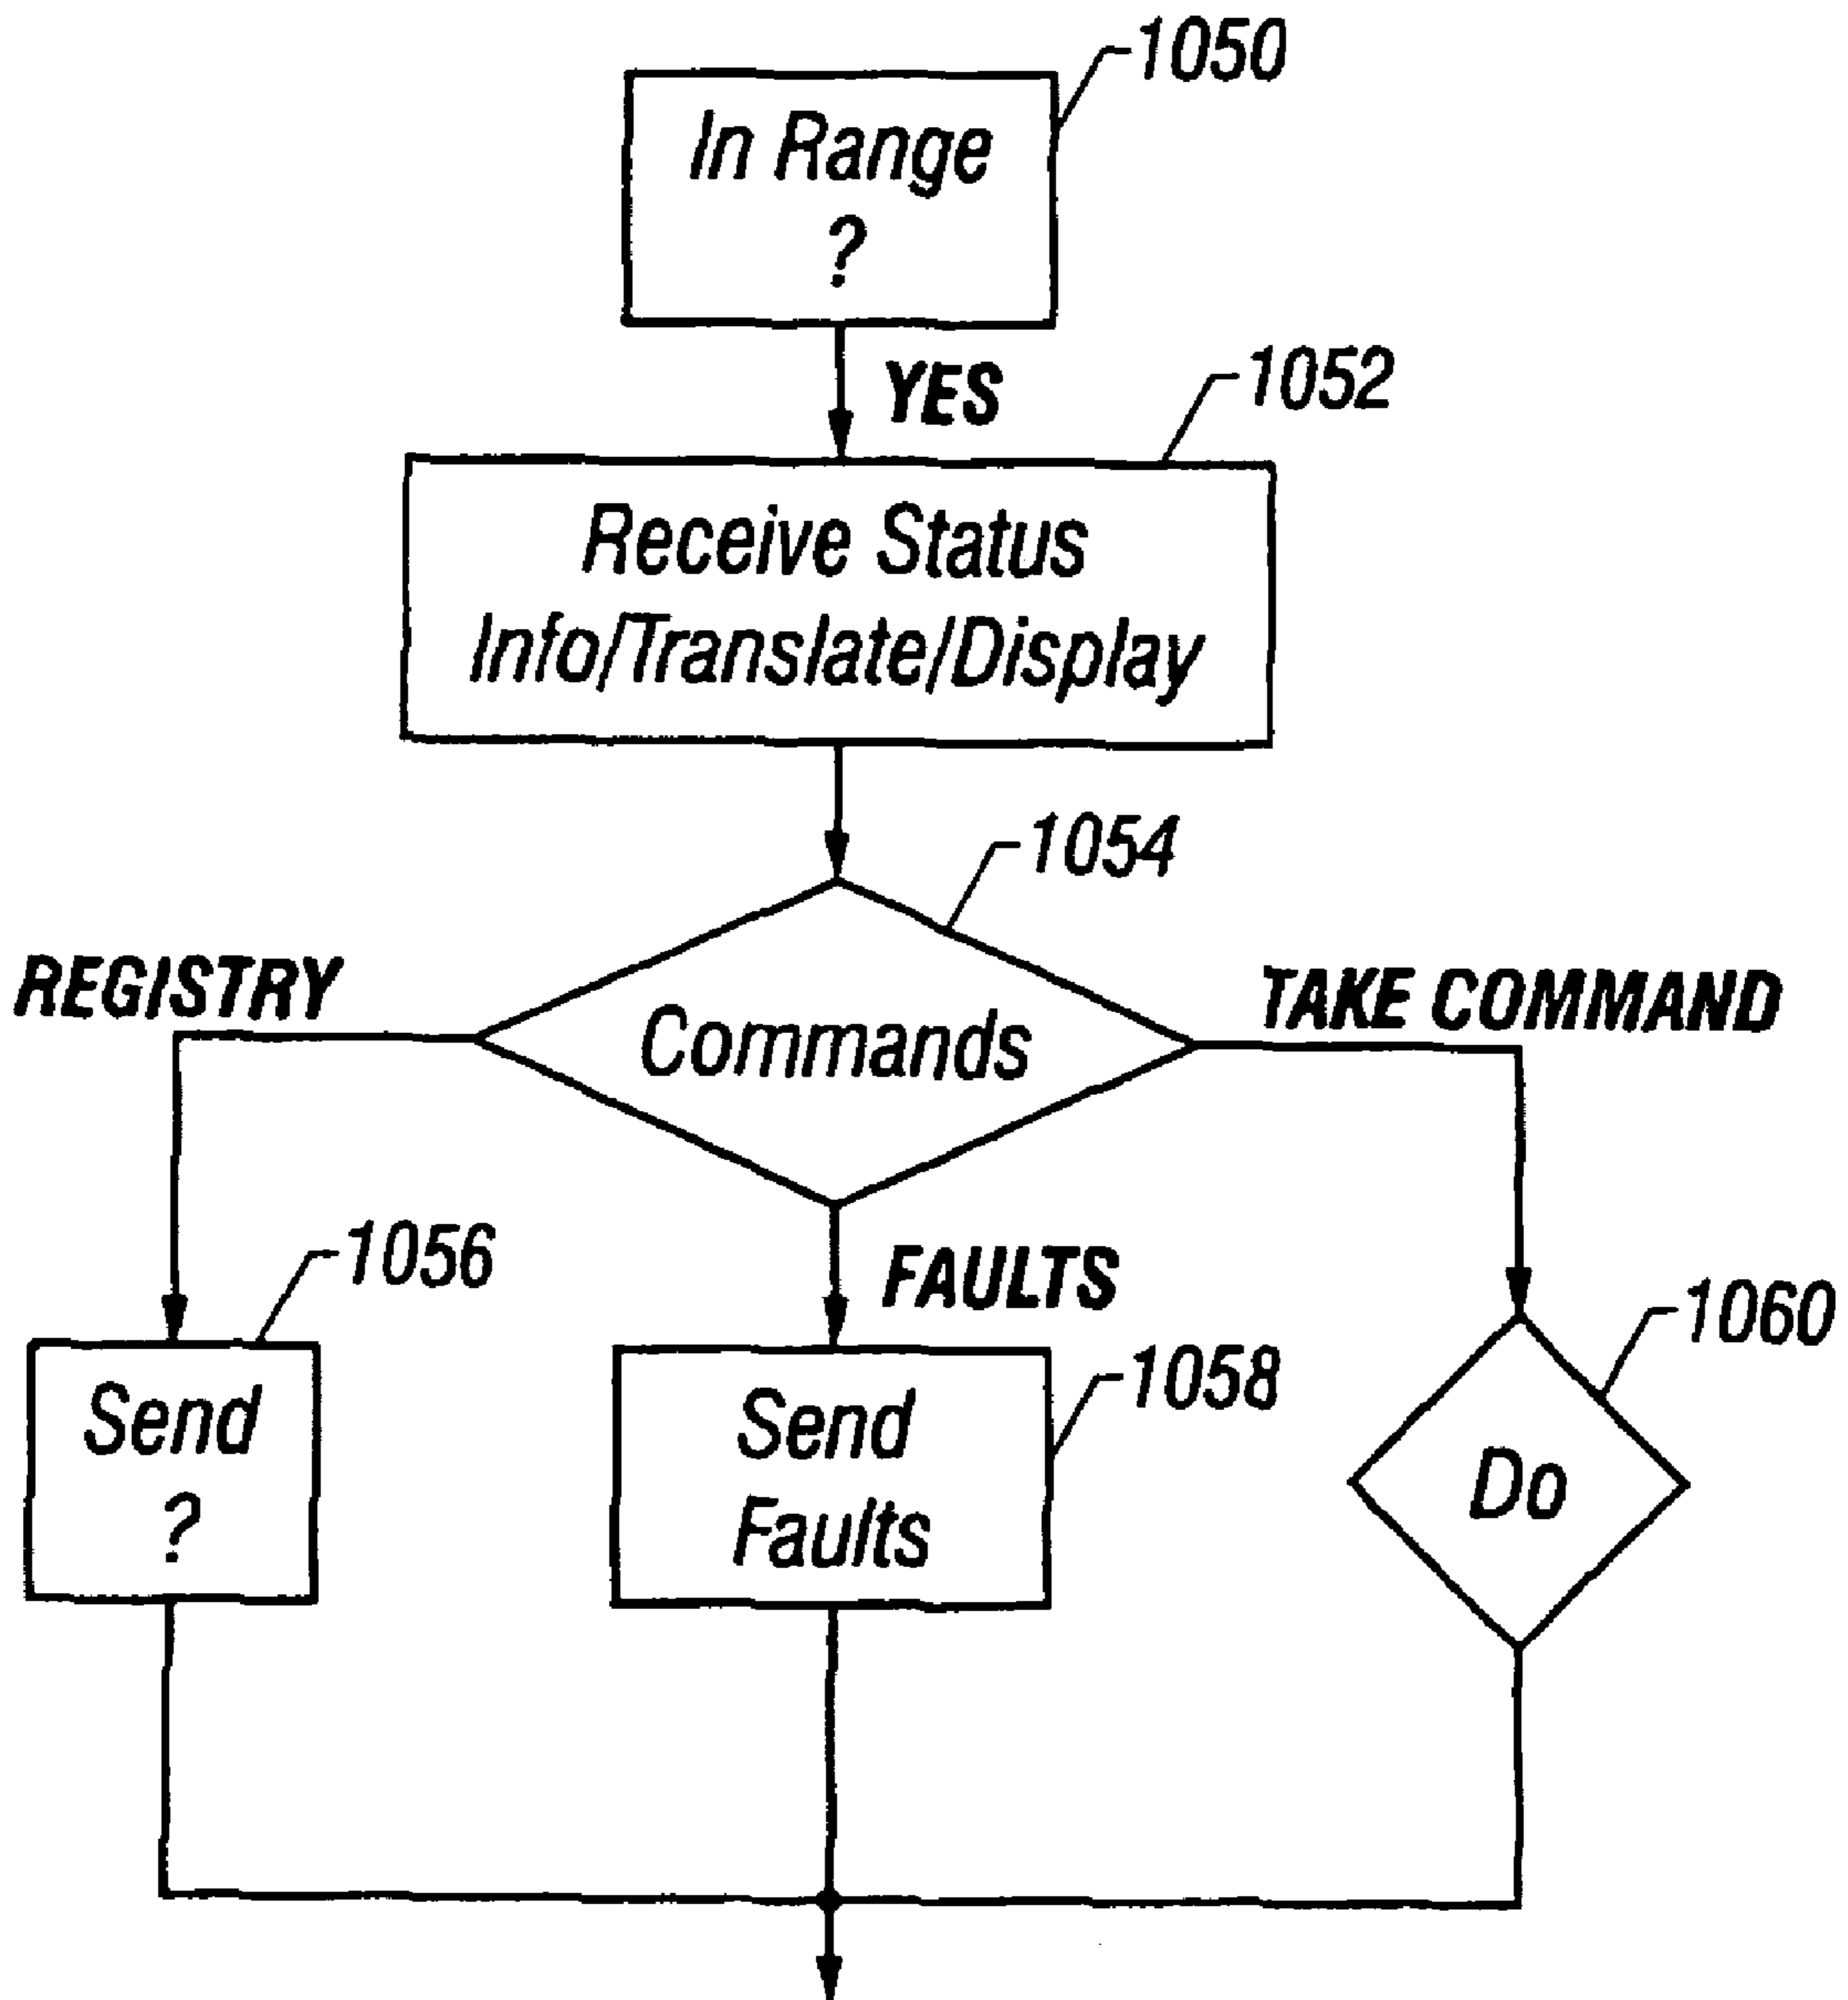 1050
In Range
?
YES
1052
Receive Status
Info/Translate/Display
1054
REGISTRY
Commands
TAKE COMMAND
1056
FAULTS
1060
Send
?
1058
Send
Faults
Do